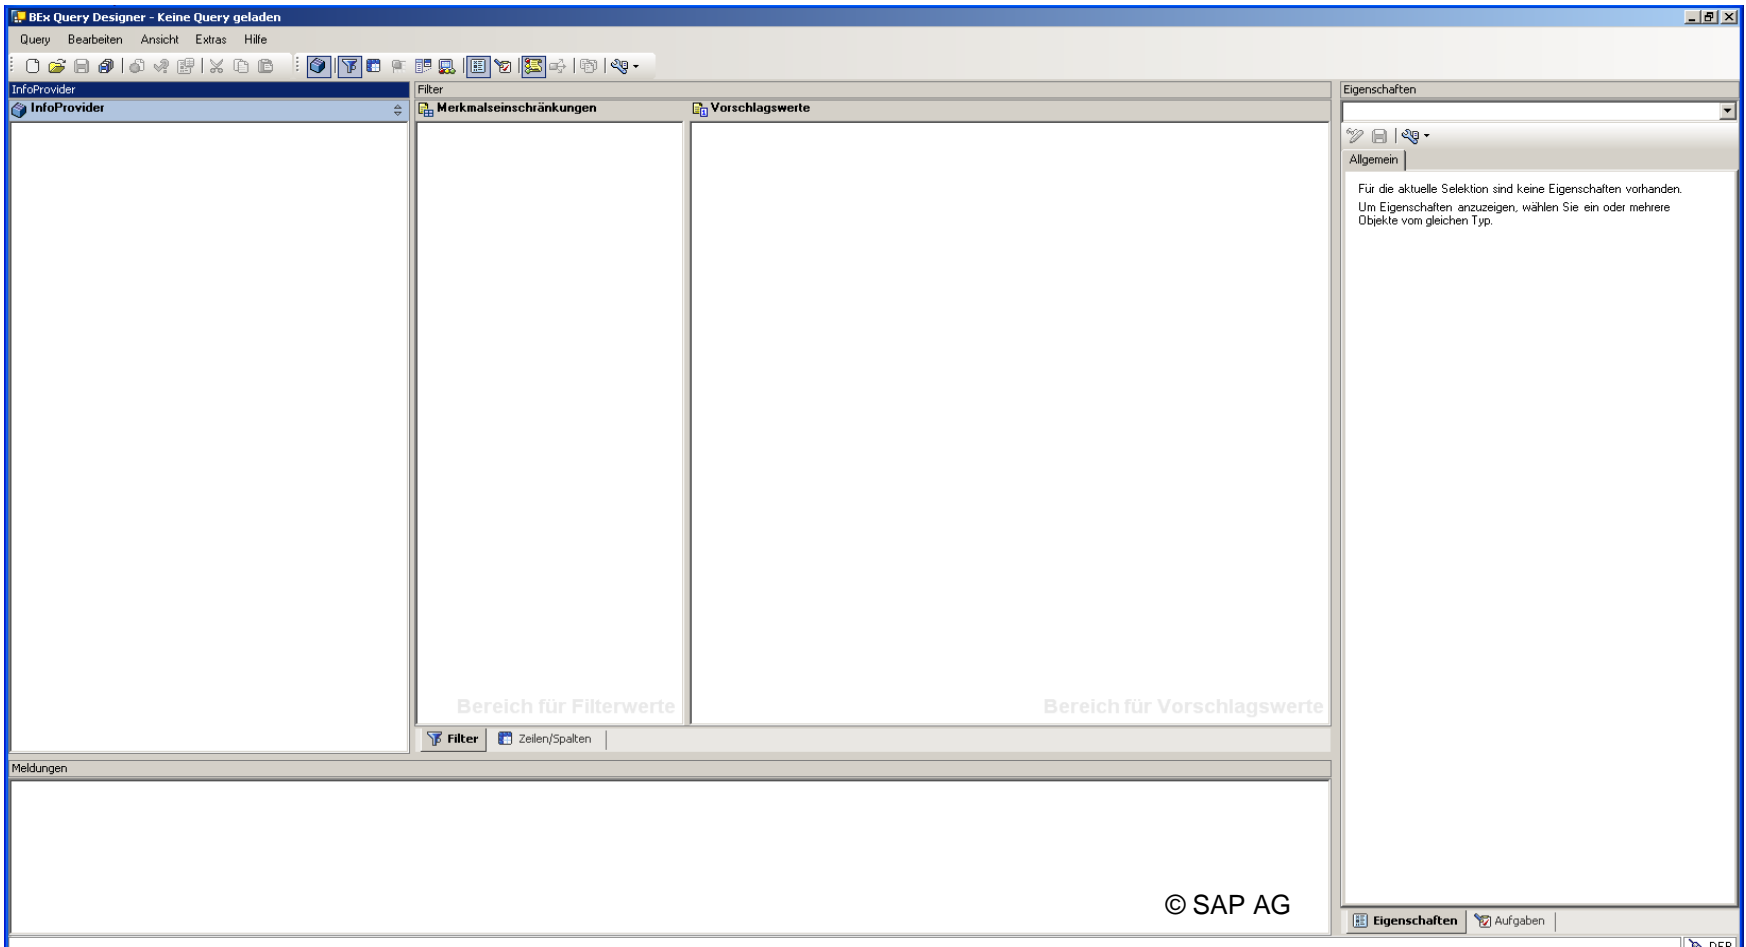 BEx Query Designer - Keine Query geladen
Query Bearbeiten Ansicht Extras Hilfe
InfoProvider
InfoProvider
Filter
Merkmalseinschränkungen
Vorschlagswerte
Bereich für Filterwerte
Bereich für Vorschlagswerte
Filter Zeilen/Spalten
Meldungen
© SAP AG
Eigenschaften
Allgemein
Für die aktuelle Selektion sind keine Eigenschaften vorhanden.
Um Eigenschaften anzuzeigen, wählen Sie ein oder mehrere
Objekte vom gleichen Typ.
Eigenschaften Aufgaben